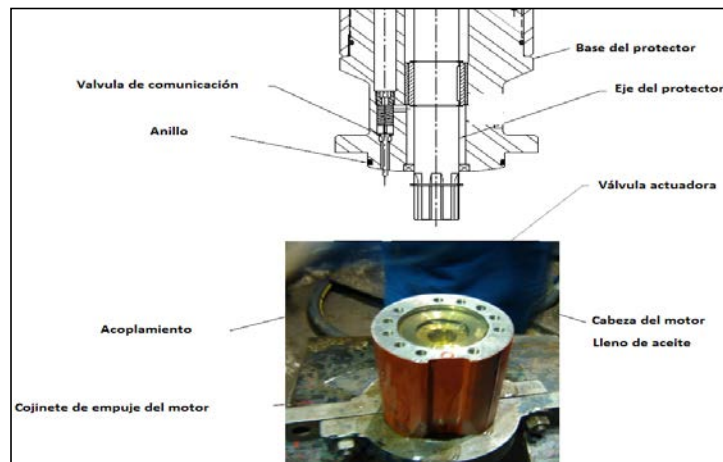 Base del protector
Valvula de comunicación
Eje del protector
Anillo
Válvula actuadora
Acoplamiento
Cabeza del motor
Lleno de aceite
Cojinete de empuje del motor